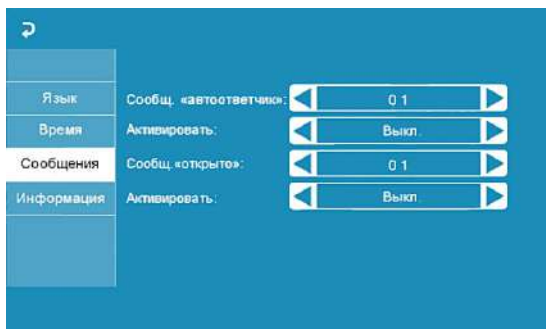 Язык
Время
Сообщения
Информация
Сообщ. «автоответчик»: 01
Активировать: Выкл.
Сообщ.«открыто»: 01
Активировать: Выкл.